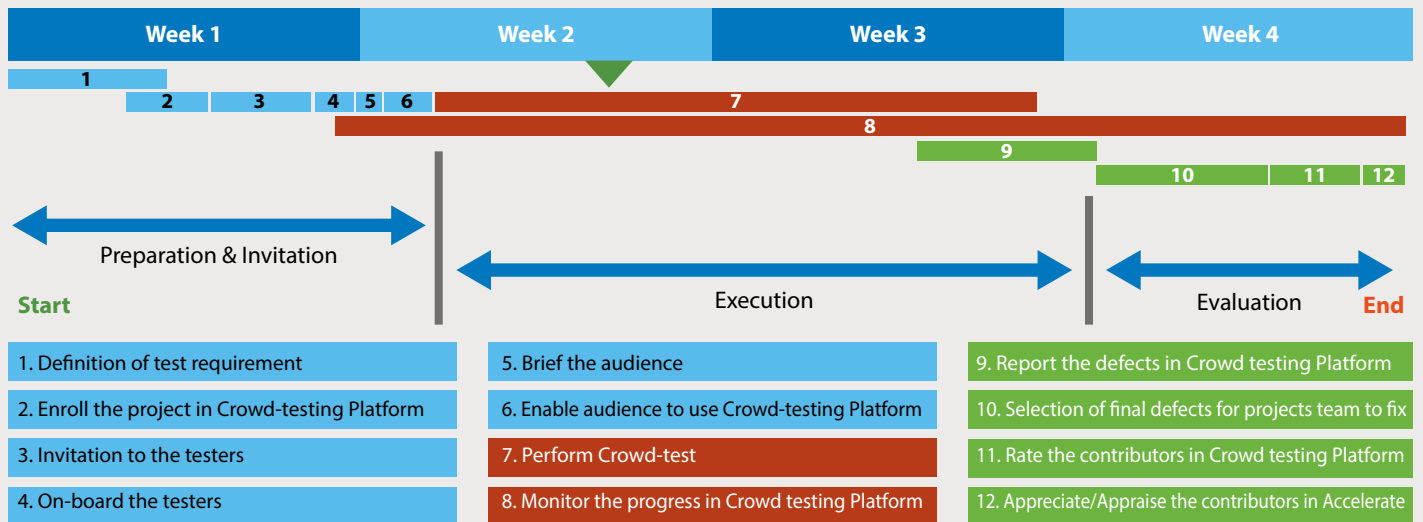 Week 1
Week 2
Week 3
Week 4
1
2
3
4
5
6
7
8
9
10
11
12
Preparation & Invitation
Execution
Evaluation
Start
End
1. Definition of test requirement
2. Enroll the project in Crowd-testing Platform
3. Invitation to the testers
4. On-board the testers
5. Brief the audience
6. Enable audience to use Crowd-testing Platform
7. Perform Crowd-test
8. Monitor the progress in Crowd testing Platform
9. Report the defects in Crowd testing Platform
10. Selection of final defects for projects team to fix
11. Rate the contributors in Crowd testing Platform
12. Appreciate/Appraise the contributors in Accelerate